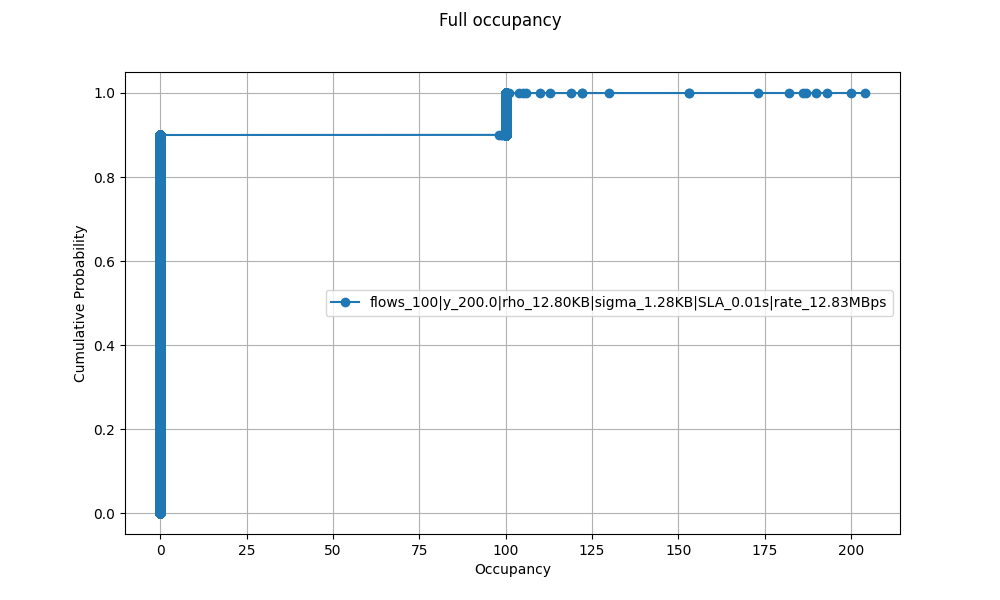 Full occupancy
1.0
0.8
0.6
0.4
0.2
0.0
Cumulative Probability
flows_100|y_200.0|rho_12.80KB|sigma_1.28KB|SLA_0.01s|rate_12.83MBps
0 25 50 75 100 125 150 175 200
Occupancy